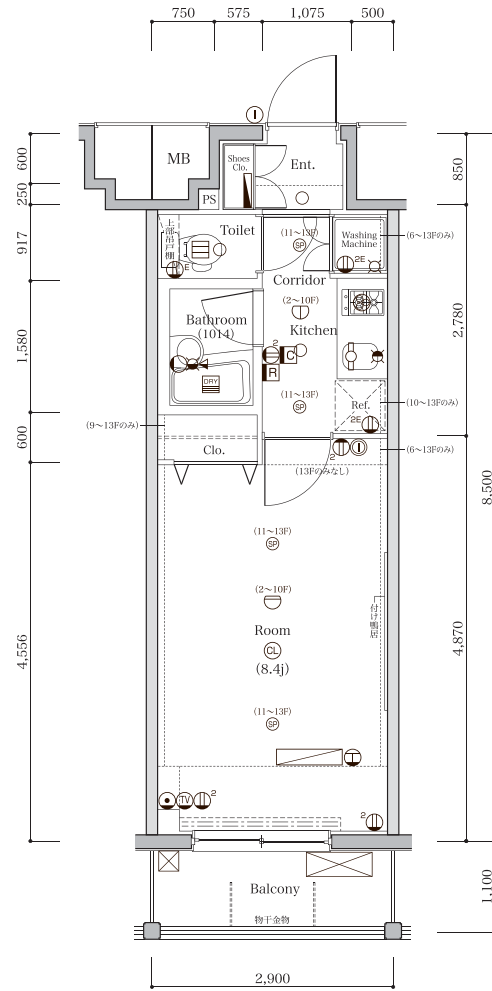 750
575
1,075
500
I
600
MB
Shoes
Clo.
Ent.
850
250
PS
917
上部吊戸棚
Toilet
(11〜13F)
SP
Washing
Machine
(6〜13Fのみ)
E
2E
Corridor
(2〜10F)
Kitchen
2,780
1,580
Bathroom
(1014)
2
C
R
DRY
(11〜13F)
SP
Ref.
(10〜13Fのみ)
2E
600
(9〜13Fのみ)
Clo.
2
I
(6〜13Fのみ)
(13Fのみなし)
8,500
(11〜13F)
SP
(2〜10F)
付け鴨居
Room
CL
(8.4j)
4,556
4,870
(11〜13F)
SP
TV
2
2
Balcony
物干金物
1,100
2,900